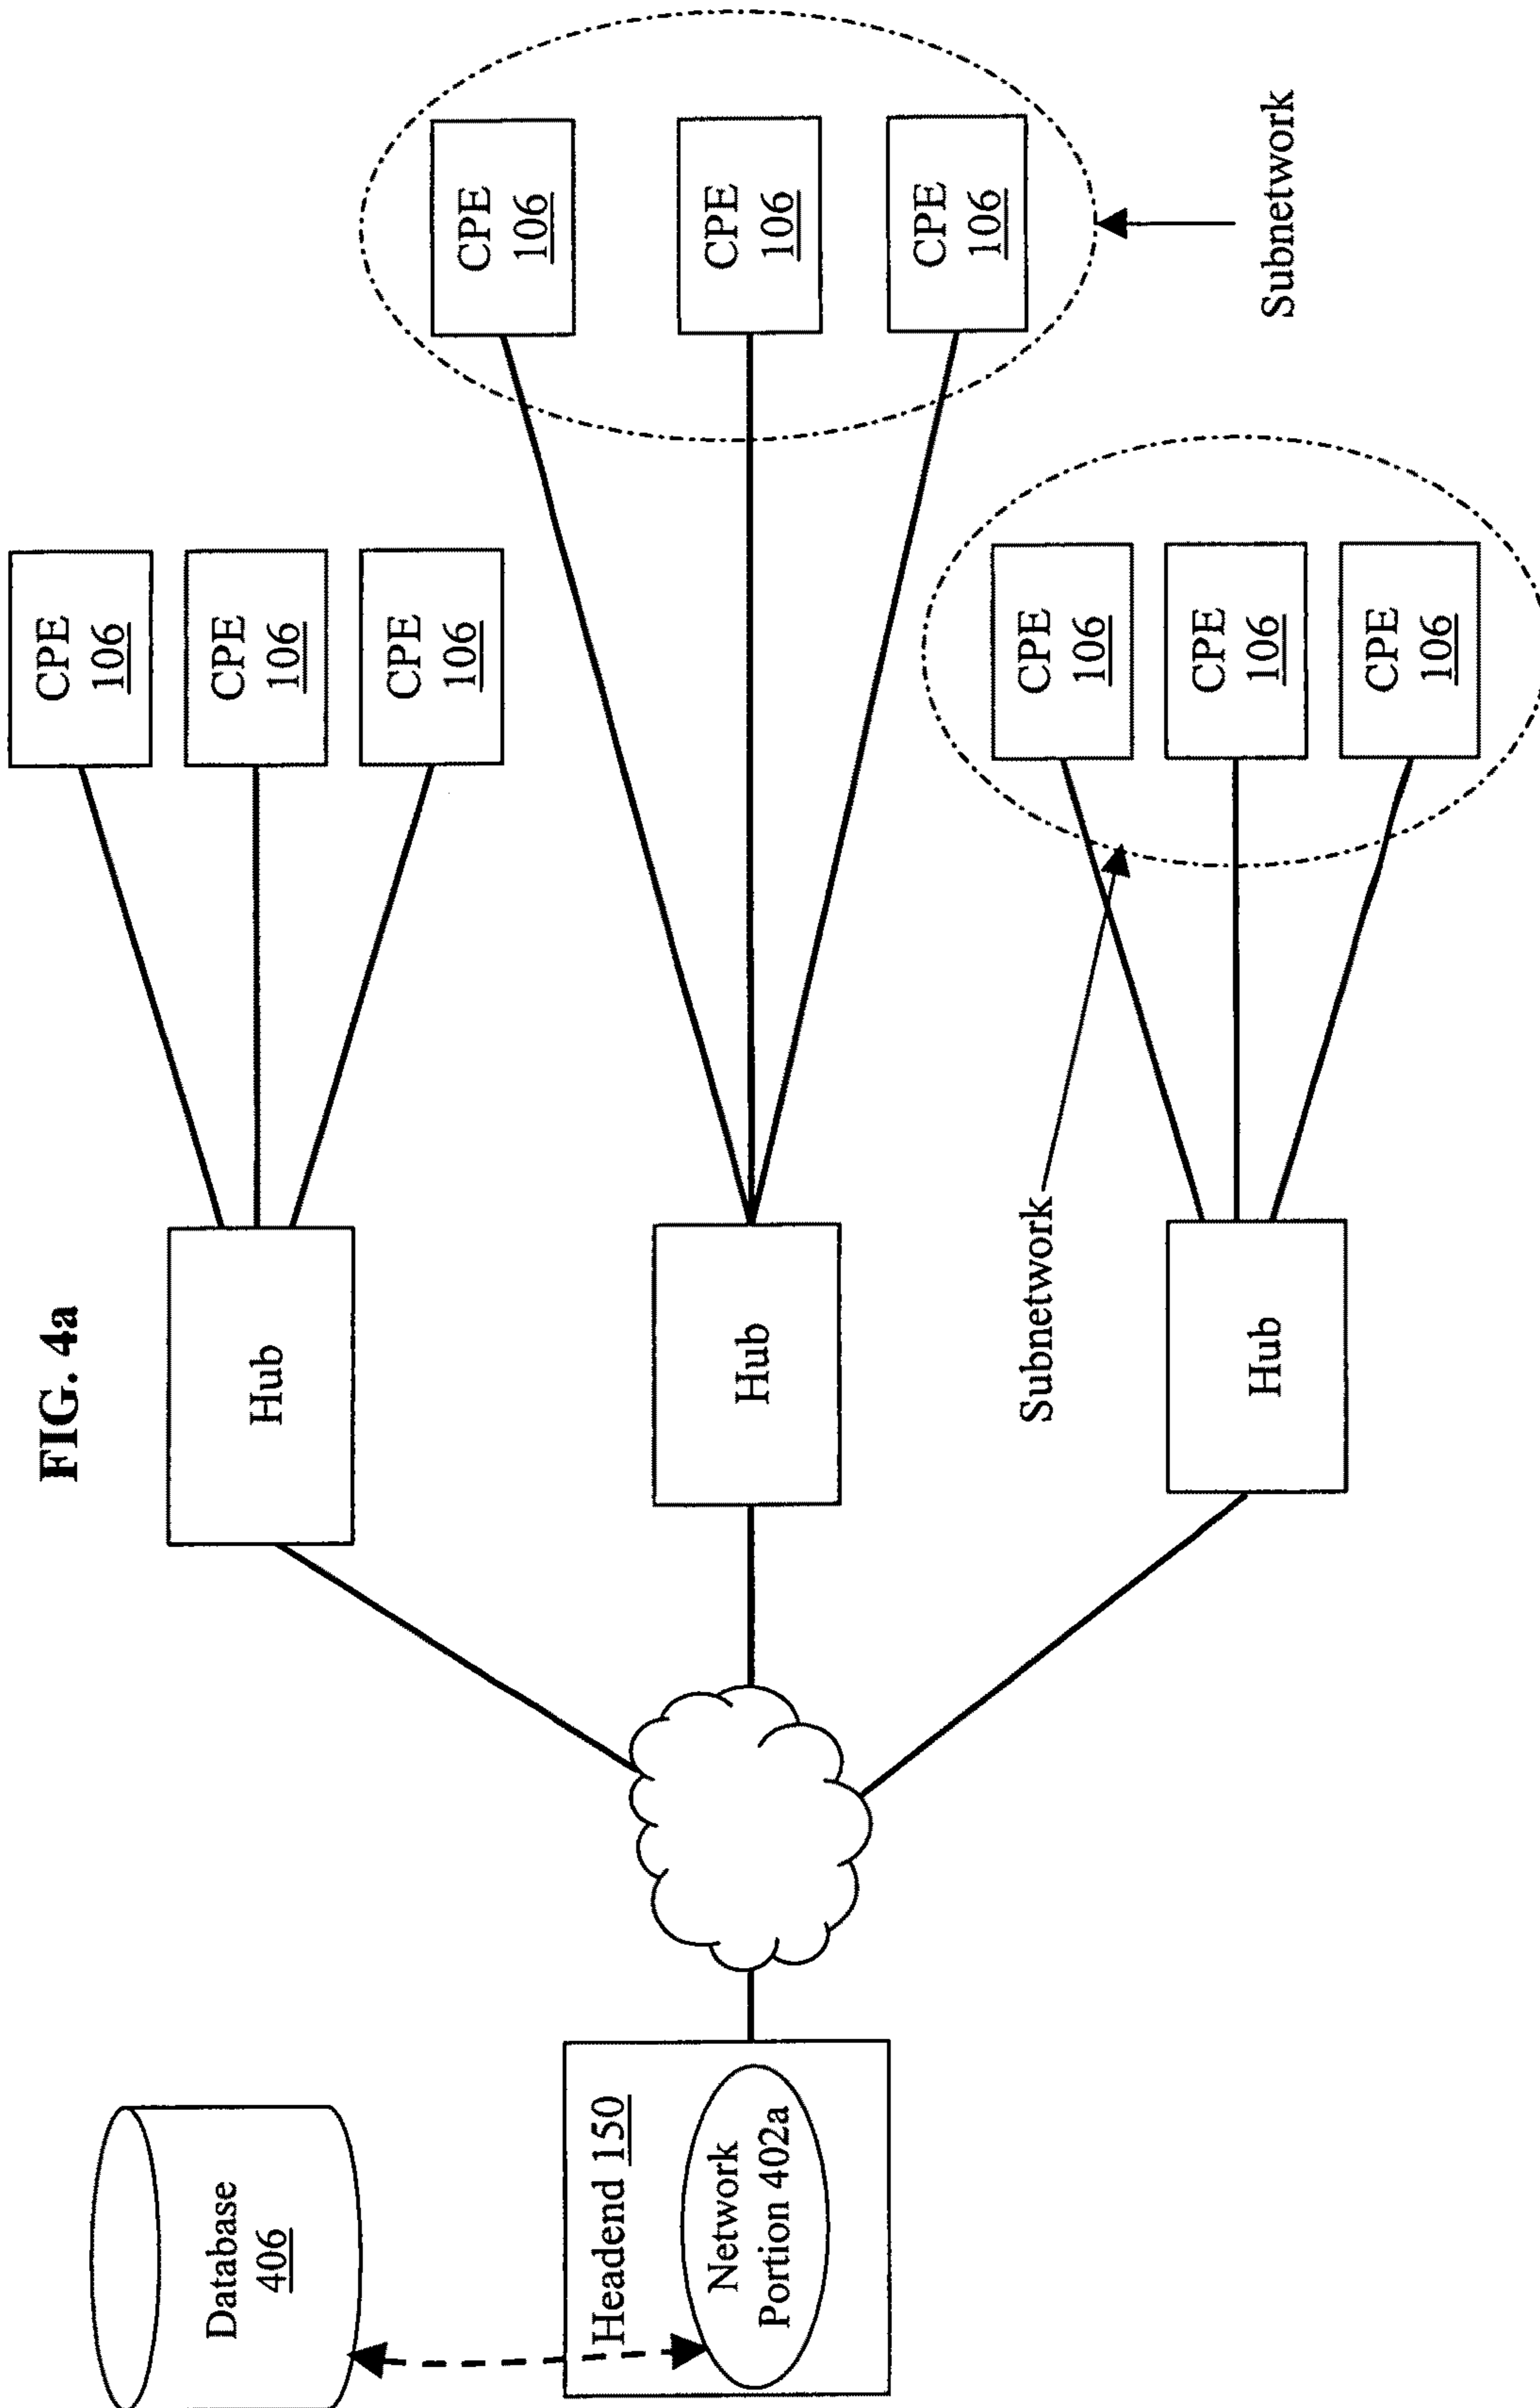 FIG. 4a
Database
406
Headend 150
Network
Portion 402a
Hub
CPE
106
CPE
106
CPE
106
Hub
CPE
106
CPE
106
CPE
106
Subnetwork
Subnetwork
Hub
CPE
106
CPE
106
CPE
106